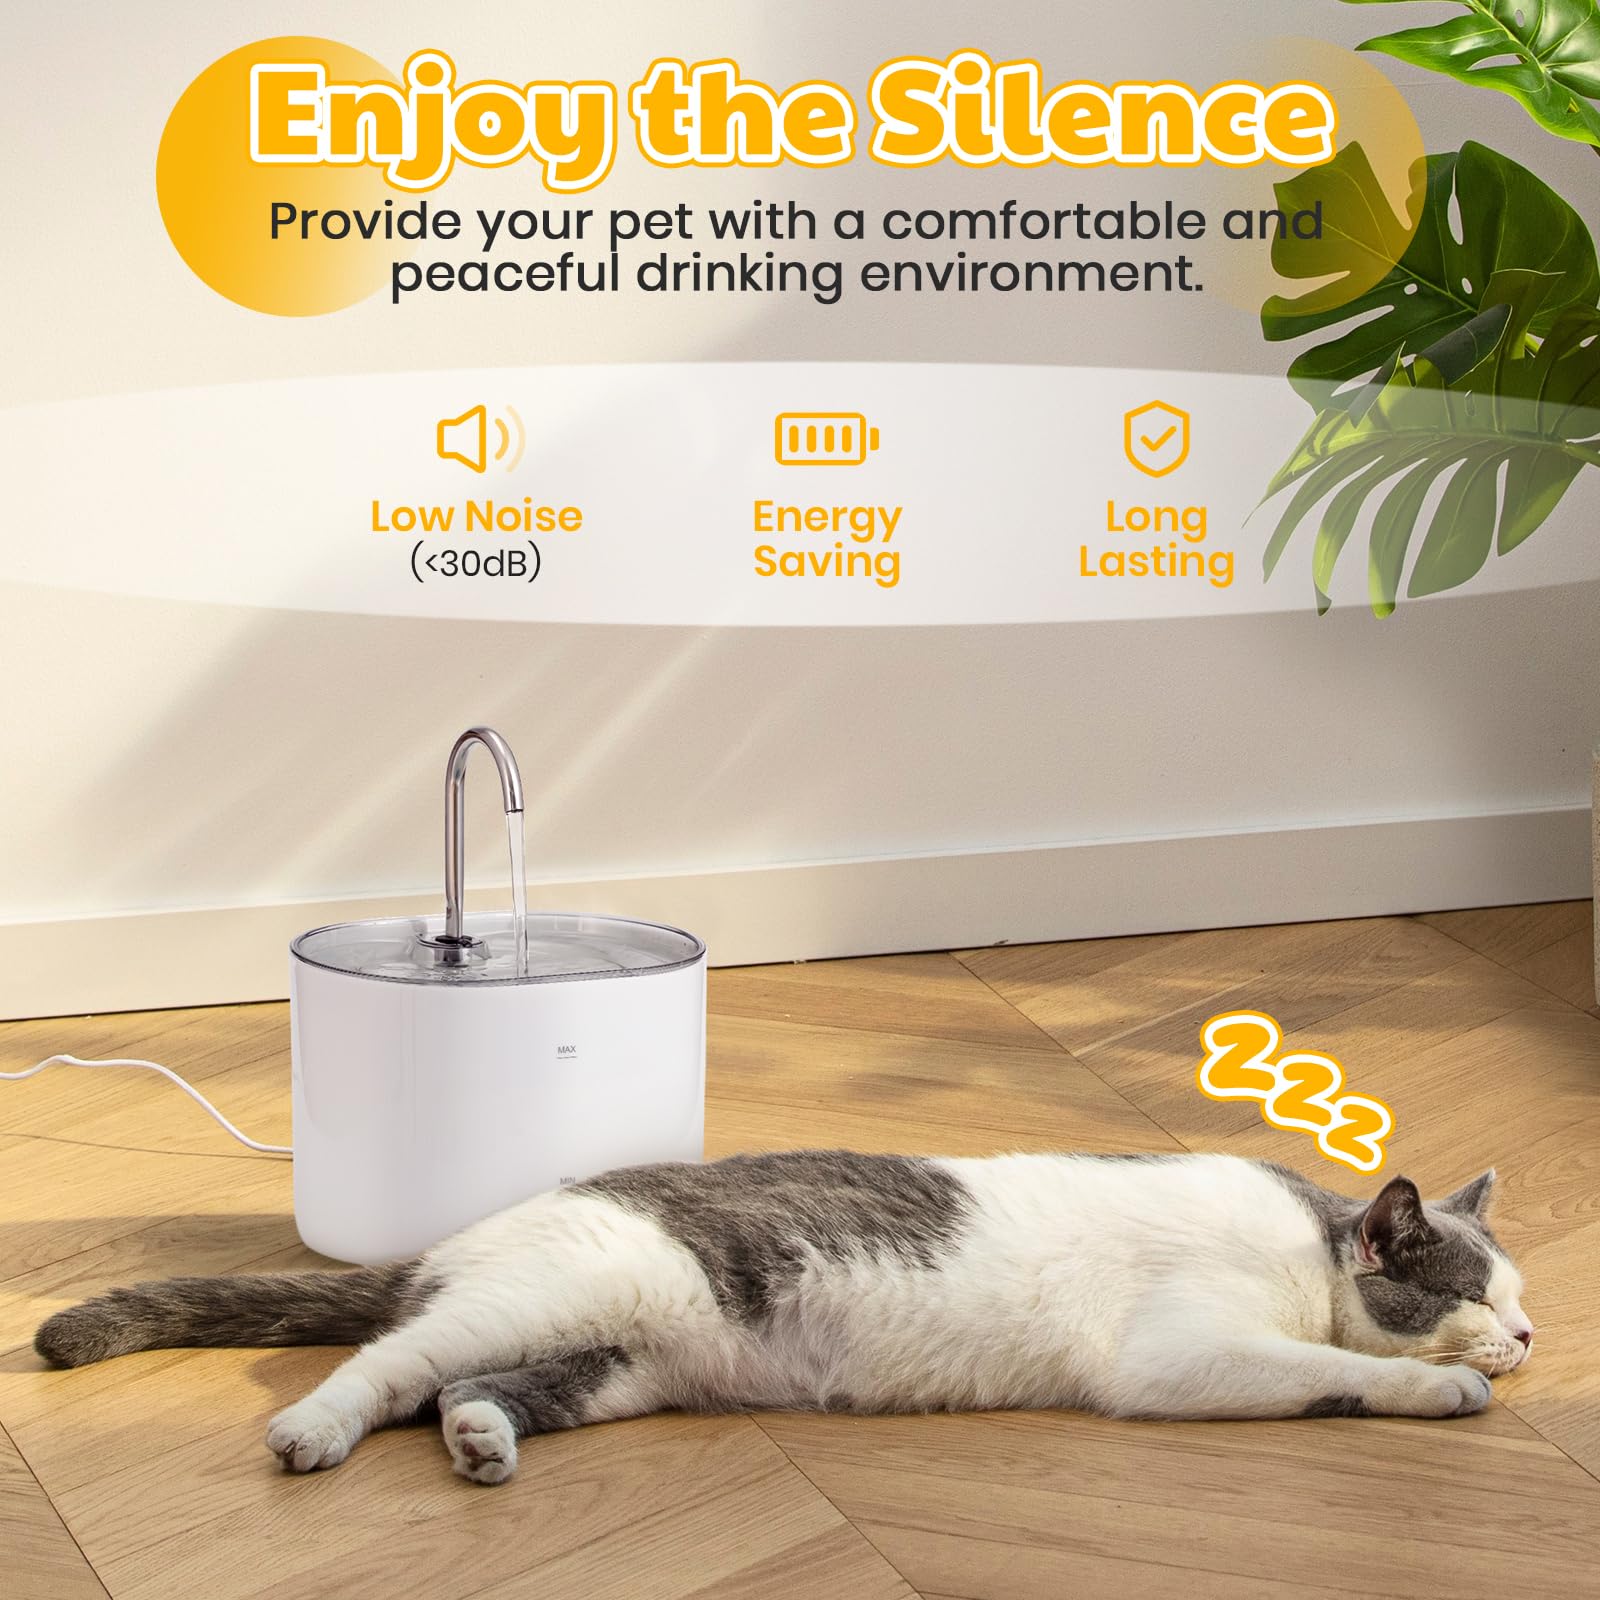 Enjoy the Silence
Provide your pet with a comfortable and
peaceful drinking environment.
Low Noise
(<30dB)
Energy
Saving
Long
Lasting
MAX
MIN
ZZZ